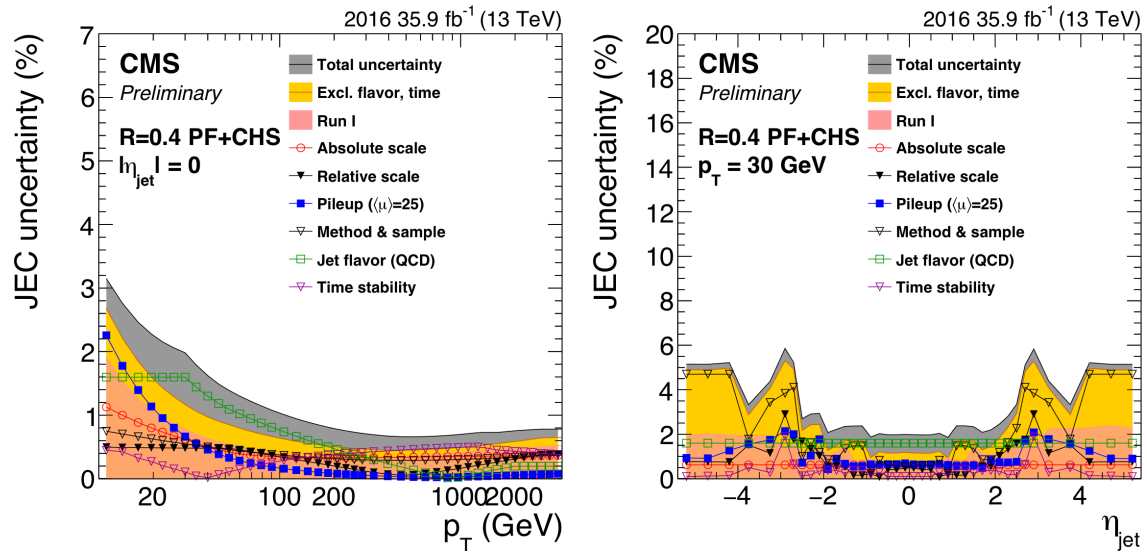 2016 35.9 fb⁻¹ (13 TeV)
JEC uncertainty (%)
7
6
5
4
3
2
1
0
CMS
Preliminary
R=0.4 PF+CHS
|η_jet| = 0
Total uncertainty
Excl. flavor, time
Run I
Absolute scale
Relative scale
Pileup (⟨μ⟩=25)
Method & sample
Jet flavor (QCD)
Time stability
20 100 200 1000 2000
p_T (GeV)
2016 35.9 fb⁻¹ (13 TeV)
JEC uncertainty (%)
20
18
16
14
12
10
8
6
4
2
0
CMS
Preliminary
R=0.4 PF+CHS
p_T = 30 GeV
Total uncertainty
Excl. flavor, time
Run I
Absolute scale
Relative scale
Pileup (⟨μ⟩=25)
Method & sample
Jet flavor (QCD)
Time stability
−4 −2 0 2 4
η_jet